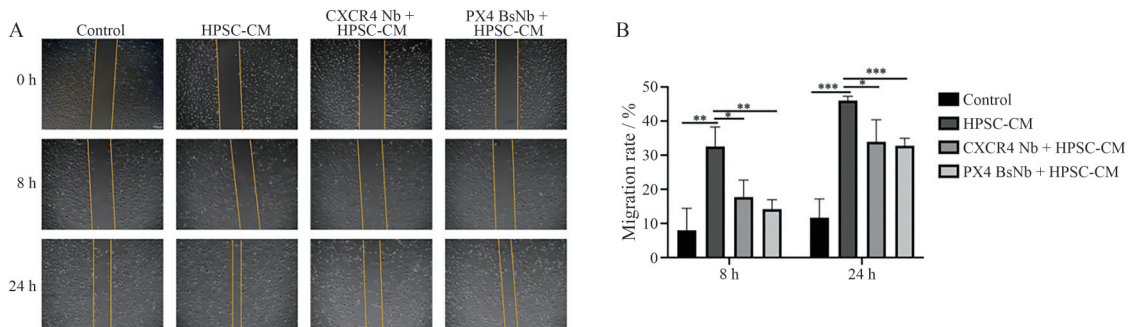 A
Control
HPSC-CM
CXCR4 Nb +
HPSC-CM
PX4 BsNb +
HPSC-CM
0 h
8 h
24 h
B
Migration rate / %
50
40
30
20
10
0
**
*
**
***
*
***
8 h
24 h
Control
HPSC-CM
CXCR4 Nb + HPSC-CM
PX4 BsNb + HPSC-CM